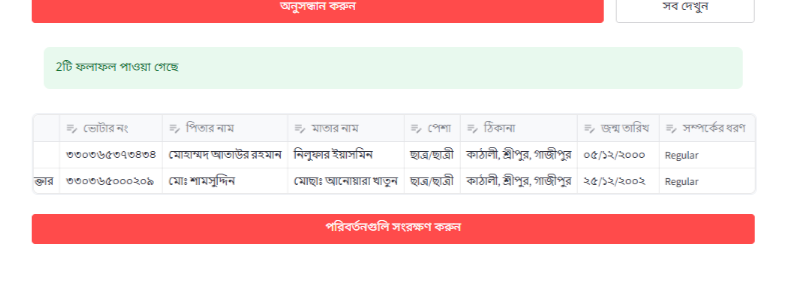 অনুসন্ধান করুন সব দেখুন
2টি ফলাফল পাওয়া গেছে
ভোটার নং পিতার নাম মাতার নাম পেশা ঠিকানা জন্ম তারিখ সম্পর্কের ধরণ
৩৩০৩৬৫৩৭৩৪৩৪ মোহাম্মদ আতাউর রহমান নিলুফার ইয়াসমিন ছাত্র/ছাত্রী কাঠালী, শ্রীপুর, গাজীপুর ০৫/১২/২০০০ Regular
ক্তার ৩৩০৩৬৫০০০২০৯ মোঃ শামসুদ্দিন মোছাঃ আনোয়ারা খাতুন ছাত্র/ছাত্রী কাঠালী, শ্রীপুর, গাজীপুর ২৫/১২/২০০২ Regular
পরিবর্তনগুলি সংরক্ষণ করুন